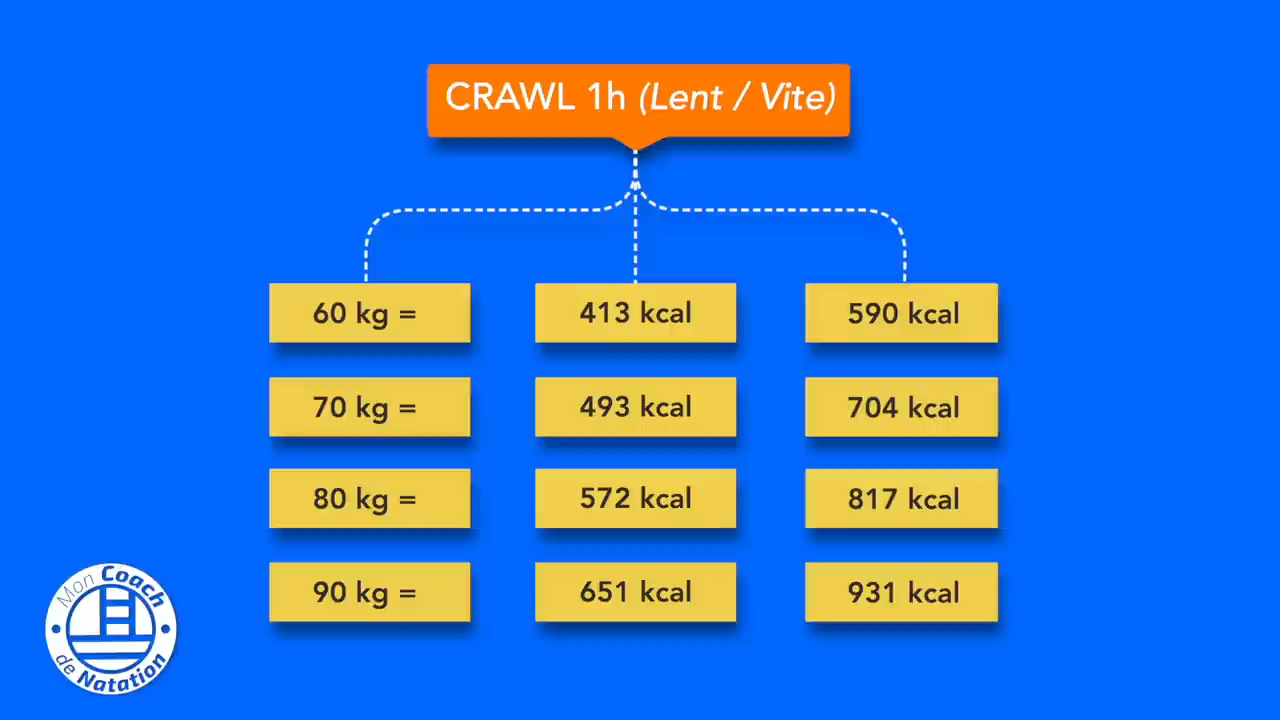 CRAWL 1h (Lent / Vite)
60 kg = 413 kcal 590 kcal
70 kg = 493 kcal 704 kcal
80 kg = 572 kcal 817 kcal
90 kg = 651 kcal 931 kcal
Mon Coach
de Natation